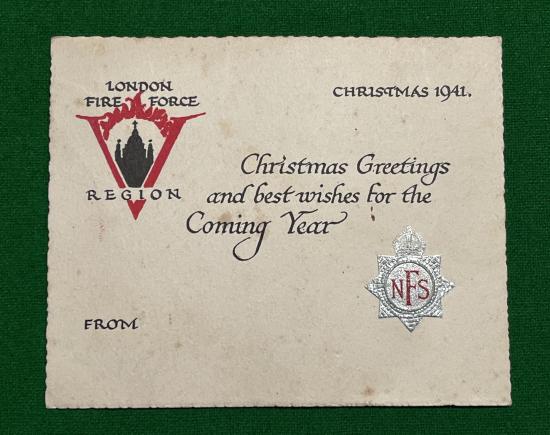 LONDON
FIRE FORCE
REGION
CHRISTMAS 1941.
Christmas Greetings
and best wishes for the
Coming Year
NFS
FROM